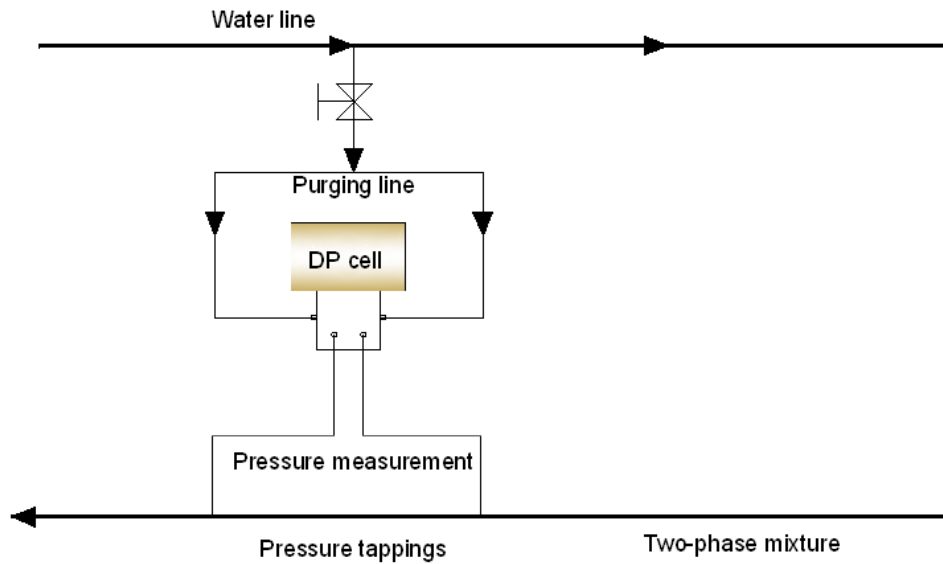 Water line
Purging line
DP cell
Pressure measurement
Pressure tappings
Two-phase mixture